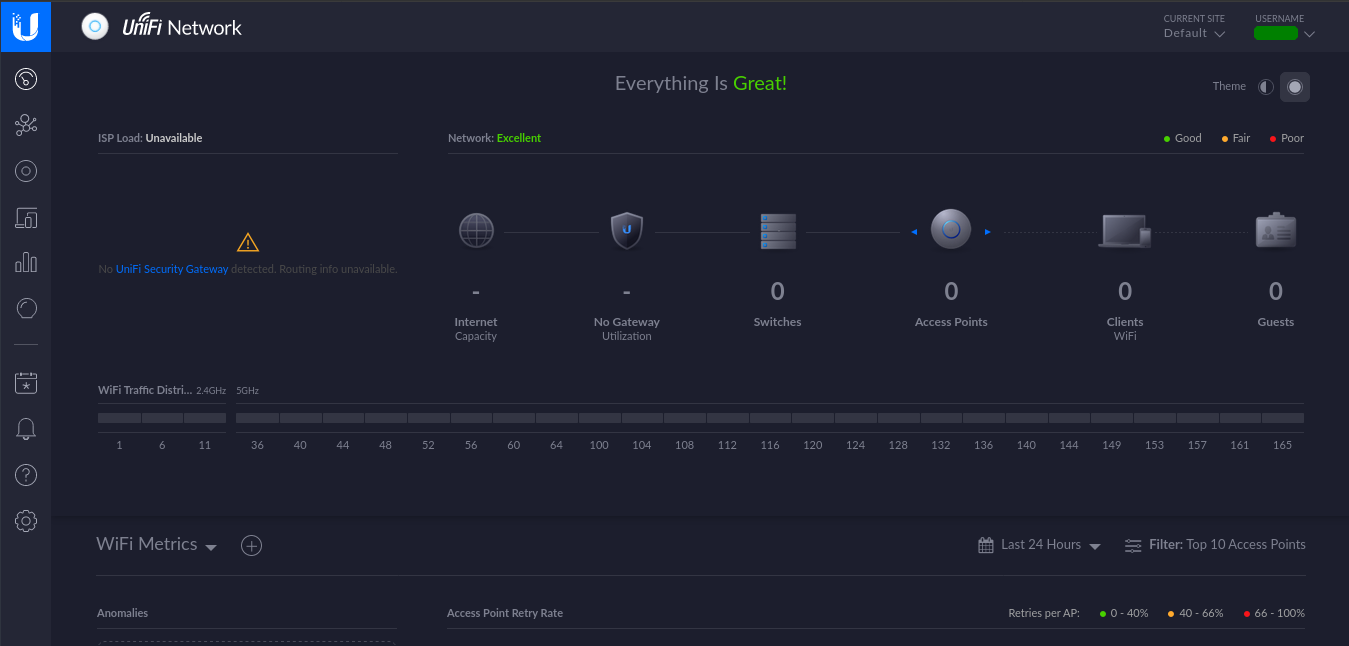 UniFi Network
CURRENT SITE
Default
USERNAME
Everything Is Great!
Theme
ISP Load: Unavailable
Network: Excellent
Good Fair Poor
No UniFi Security Gateway detected. Routing info unavailable.
- - 0 0 0 0
Internet No Gateway Switches Access Points Clients Guests
Capacity Utilization WiFi
WiFi Traffic Distri... 2.4GHz 5GHz
1 6 11 36 40 44 48 52 56 60 64 100 104 108 112 116 120 124 128 132 136 140 144 149 153 157 161 165
WiFi Metrics
Last 24 Hours
Filter: Top 10 Access Points
Anomalies
Access Point Retry Rate
Retries per AP: 0 - 40% 40 - 66% 66 - 100%